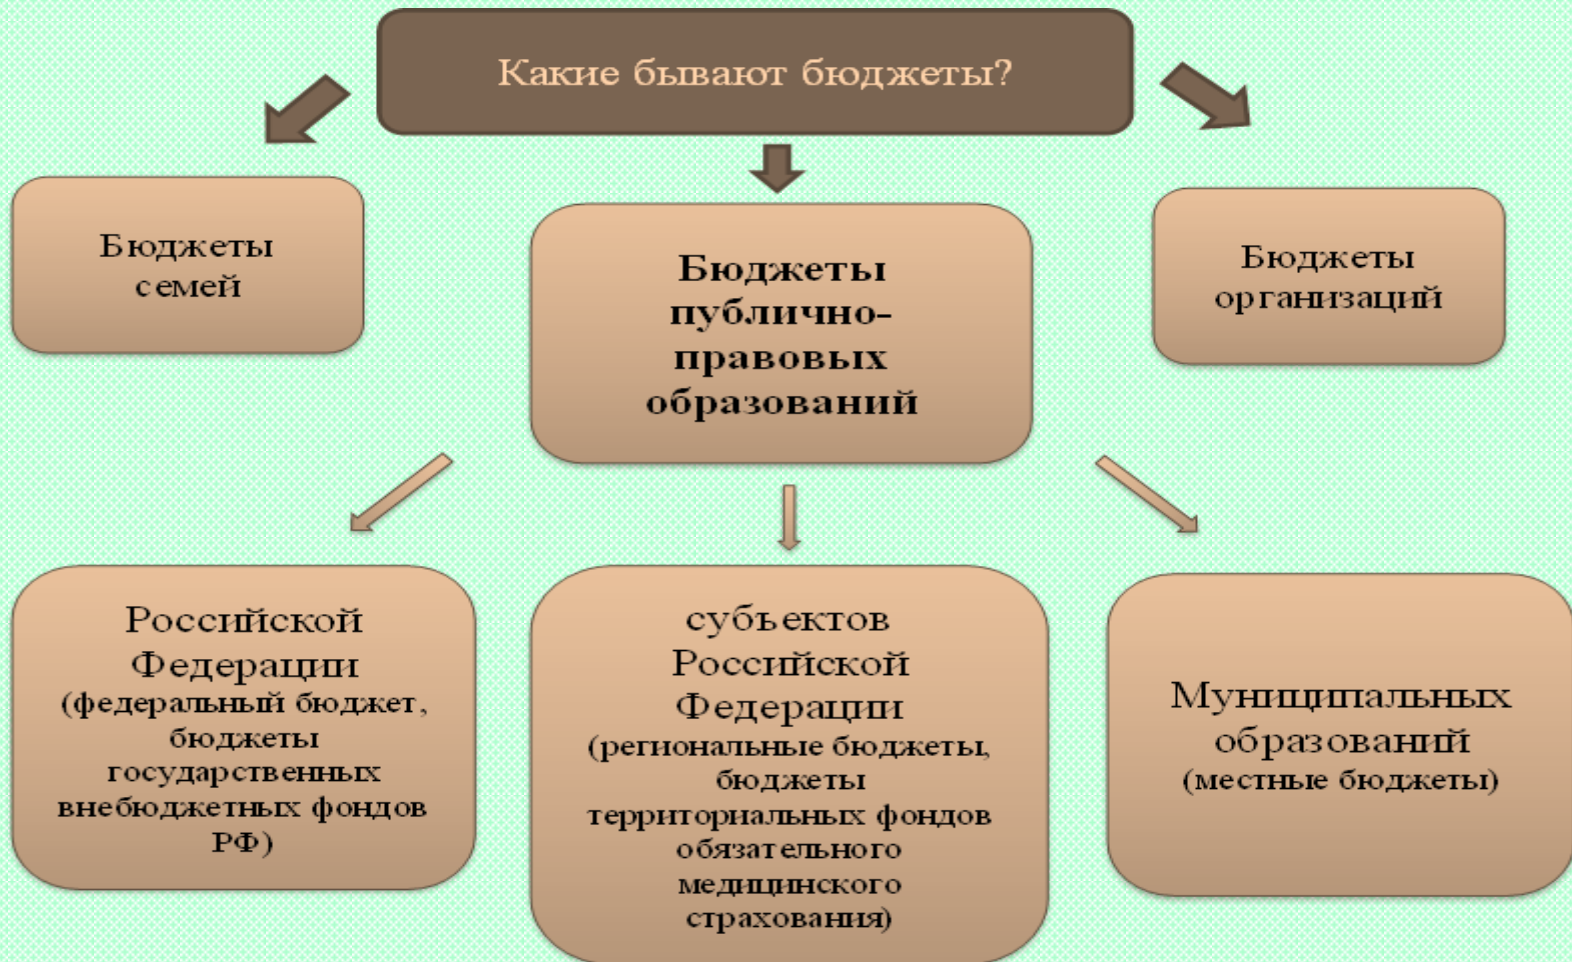 Какие бывают бюджеты?
Бюджеты
семей
Бюджеты
публично-
правовых
образований
Бюджеты
организаций
Российской
Федерации
(федеральный бюджет,
бюджеты
государственных
внебюджетных фондов
РФ)
субъектов
Российской
Федерации
(региональные бюджеты,
бюджеты
территориальных фондов
обязательного
медицинского
страхования)
Муниципальных
образований
(местные бюджеты)